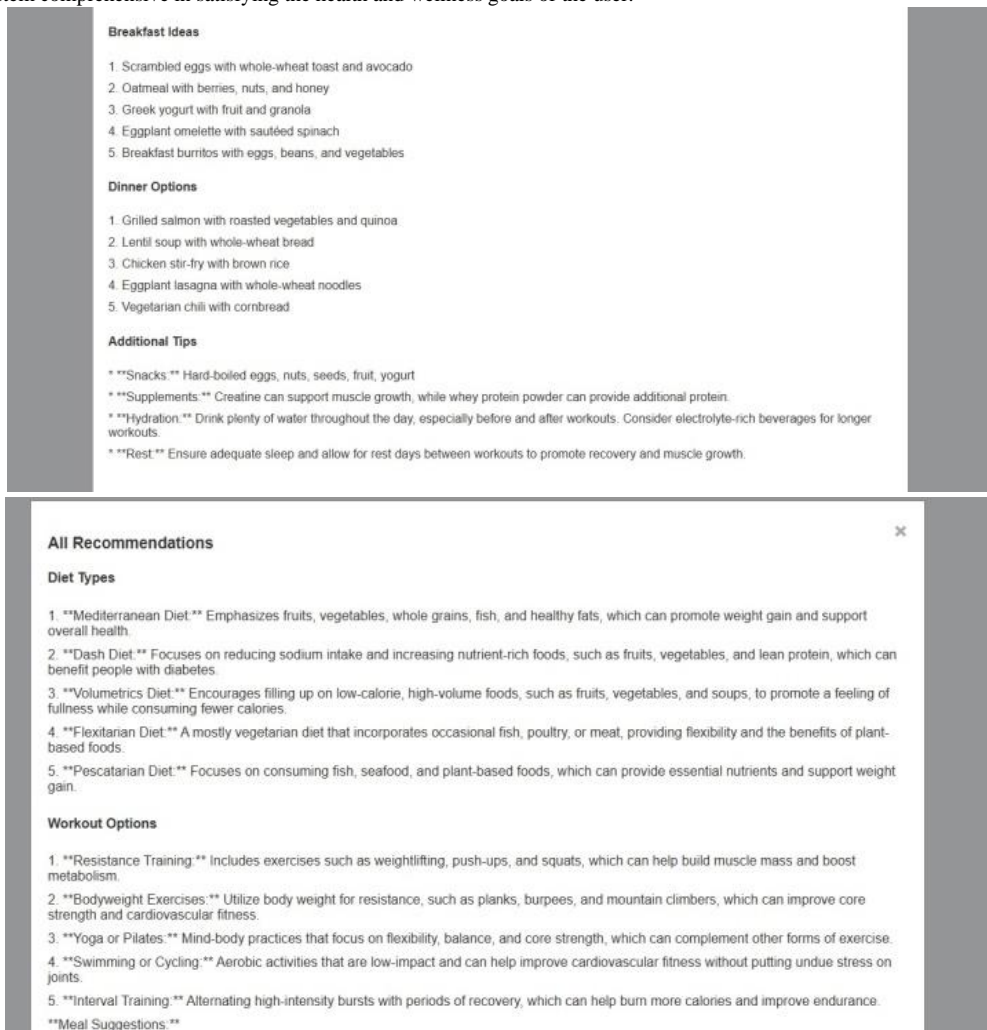 Breakfast Ideas
1. Scrambled eggs with whole-wheat toast and avocado
2. Oatmeal with berries, nuts, and honey
3. Greek yogurt with fruit and granola
4. Eggplant omelette with sautéed spinach
5. Breakfast burritos with eggs, beans, and vegetables
Dinner Options
1. Grilled salmon with roasted vegetables and quinoa
2. Lentil soup with whole-wheat bread
3. Chicken stir-fry with brown rice
4. Eggplant lasagna with whole-wheat noodles
5. Vegetarian chili with cornbread
Additional Tips
* **Snacks:** Hard-boiled eggs, nuts, seeds, fruit, yogurt
* **Supplements:** Creatine can support muscle growth, while whey protein powder can provide additional protein.
* **Hydration:** Drink plenty of water throughout the day, especially before and after workouts. Consider electrolyte-rich beverages for longer
workouts.
* **Rest:** Ensure adequate sleep and allow for rest days between workouts to promote recovery and muscle growth.
All Recommendations
Diet Types
1. **Mediterranean Diet:** Emphasizes fruits, vegetables, whole grains, fish, and healthy fats, which can promote weight gain and support
overall health.
2. **Dash Diet:** Focuses on reducing sodium intake and increasing nutrient-rich foods, such as fruits, vegetables, and lean protein, which can
benefit people with diabetes.
3. **Volumetrics Diet:** Encourages filling up on low-calorie, high-volume foods, such as fruits, vegetables, and soups, to promote a feeling of
fullness while consuming fewer calories.
4. **Flexitarian Diet:** A mostly vegetarian diet that incorporates occasional fish, poultry, or meat, providing flexibility and the benefits of plant-
based foods.
5. **Pescatarian Diet:** Focuses on consuming fish, seafood, and plant-based foods, which can provide essential nutrients and support weight
gain.
Workout Options
1. **Resistance Training:** Includes exercises such as weightlifting, push-ups, and squats, which can help build muscle mass and boost
metabolism.
2. **Bodyweight Exercises:** Utilize body weight for resistance, such as planks, burpees, and mountain climbers, which can improve core
strength and cardiovascular fitness.
3. **Yoga or Pilates:** Mind-body practices that focus on flexibility, balance, and core strength, which can complement other forms of exercise.
4. **Swimming or Cycling:** Aerobic activities that are low-impact and can help improve cardiovascular fitness without putting undue stress on
joints.
5. **Interval Training:** Alternating high-intensity bursts with periods of recovery, which can help burn more calories and improve endurance.
**Meal Suggestions:**